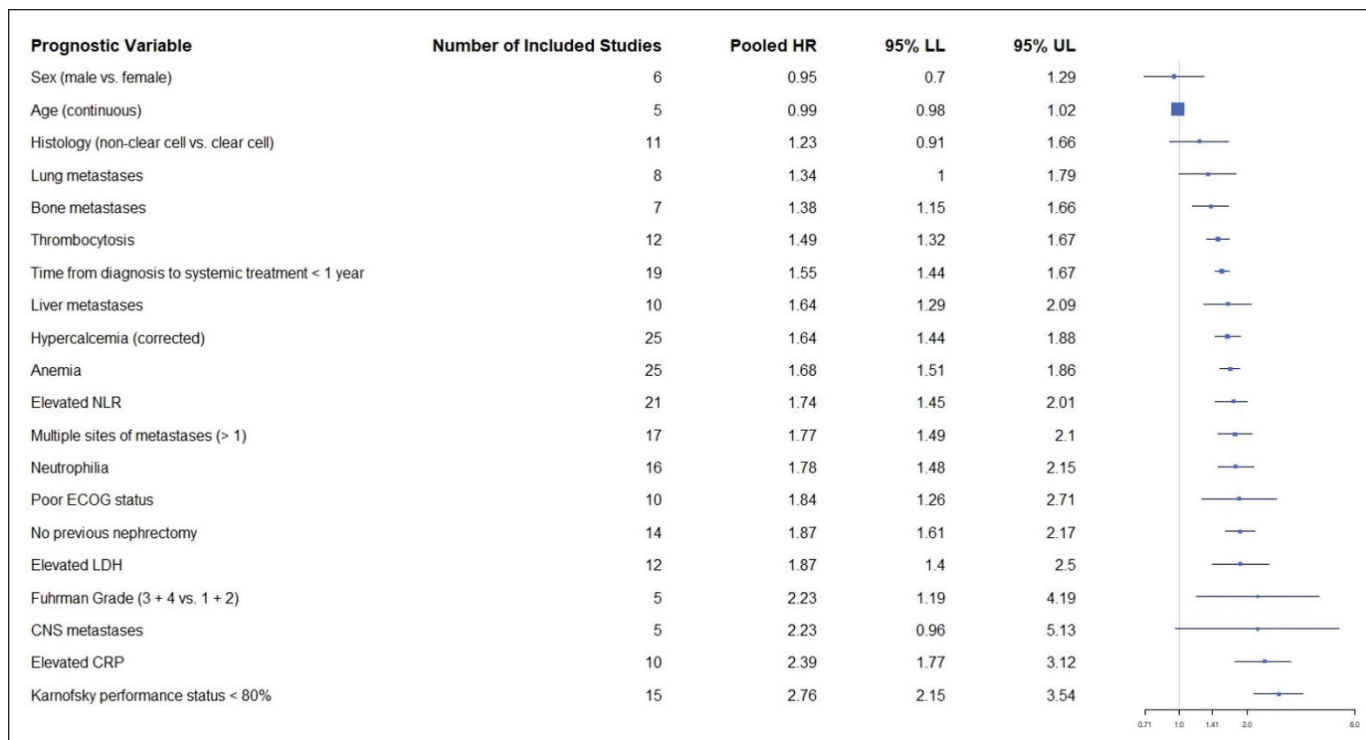 Prognostic Variable Number of Included Studies Pooled HR 95% LL 95% UL
Sex (male vs. female) 6 0.95 0.7 1.29
Age (continuous) 5 0.99 0.98 1.02
Histology (non-clear cell vs. clear cell) 11 1.23 0.91 1.66
Lung metastases 8 1.34 1 1.79
Bone metastases 7 1.38 1.15 1.66
Thrombocytosis 12 1.49 1.32 1.67
Time from diagnosis to systemic treatment < 1 year 19 1.55 1.44 1.67
Liver metastases 10 1.64 1.29 2.09
Hypercalcemia (corrected) 25 1.64 1.44 1.88
Anemia 25 1.68 1.51 1.86
Elevated NLR 21 1.74 1.45 2.01
Multiple sites of metastases (> 1) 17 1.77 1.49 2.1
Neutrophilia 16 1.78 1.48 2.15
Poor ECOG status 10 1.84 1.26 2.71
No previous nephrectomy 14 1.87 1.61 2.17
Elevated LDH 12 1.87 1.4 2.5
Fuhrman Grade (3 + 4 vs. 1 + 2) 5 2.23 1.19 4.19
CNS metastases 5 2.23 0.96 5.13
Elevated CRP 10 2.39 1.77 3.12
Karnofsky performance status < 80% 15 2.76 2.15 3.54
0.71 1.0 1.41 2.0 6.0